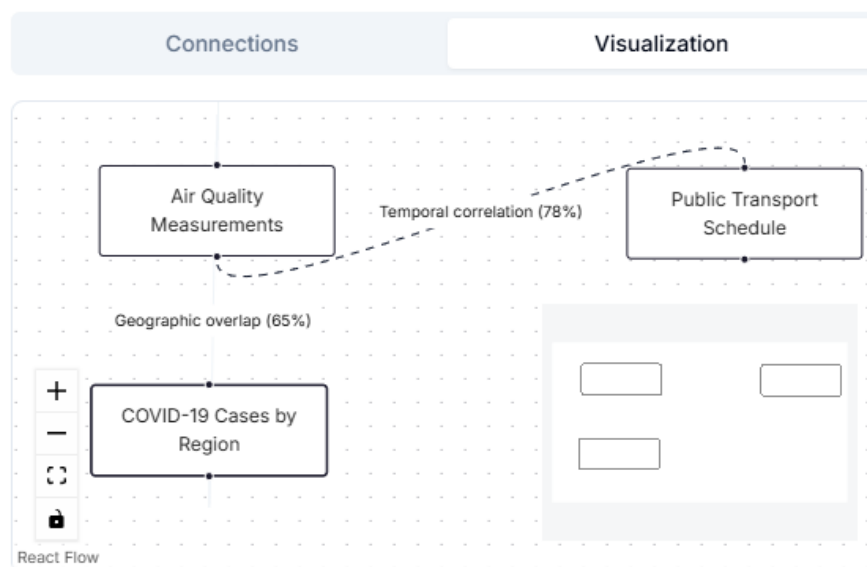 Connections
Visualization
Air Quality
Measurements
Temporal correlation (78%)
Public Transport
Schedule
Geographic overlap (65%)
COVID-19 Cases by
Region
React Flow